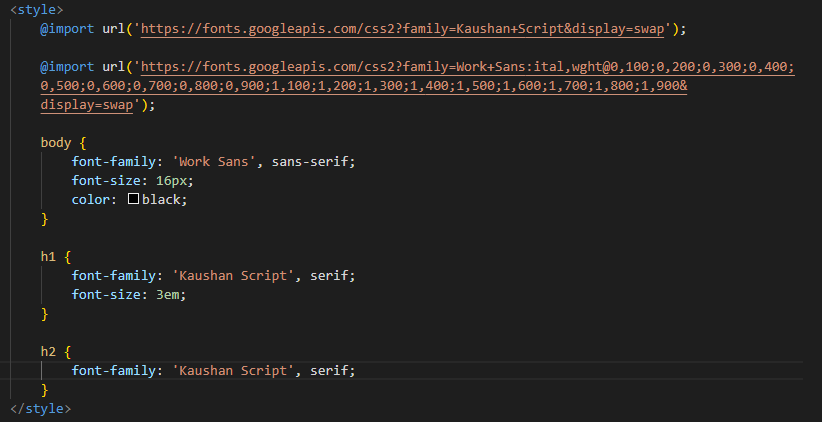 <style>
@import url('https://fonts.googleapis.com/css2?family=Kaushan+Script&display=swap');
@import url('https://fonts.googleapis.com/css2?family=Work+Sans:ital,wght@0,100;0,200;0,300;0,400;
0,500;0,600;0,700;0,800;0,900;1,100;1,200;1,300;1,400;1,500;1,600;1,700;1,800;1,900&
display=swap');
body {
font-family: 'Work Sans', sans-serif;
font-size: 16px;
color: black;
}
h1 {
font-family: 'Kaushan Script', serif;
font-size: 3em;
}
h2 {
font-family: 'Kaushan Script', serif;
}
</style>